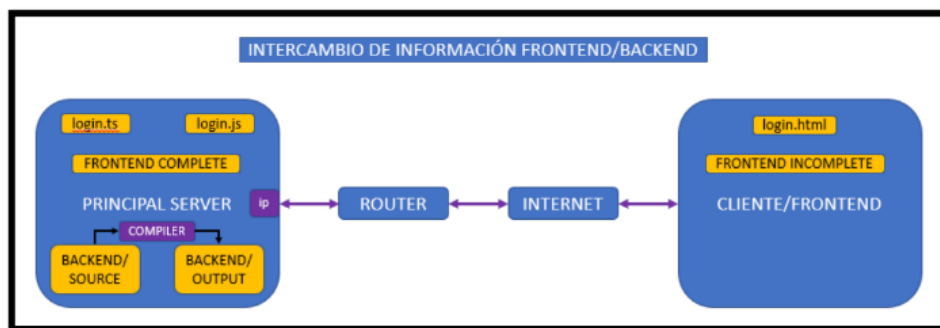 INTERCAMBIO DE INFORMACIÓN FRONTEND/BACKEND
login.ts
login.js
FRONTEND COMPLETE
PRINCIPAL SERVER
ip
COMPILER
BACKEND/
SOURCE
BACKEND/
OUTPUT
ROUTER
INTERNET
login.html
FRONTEND INCOMPLETE
CLIENTE/FRONTEND